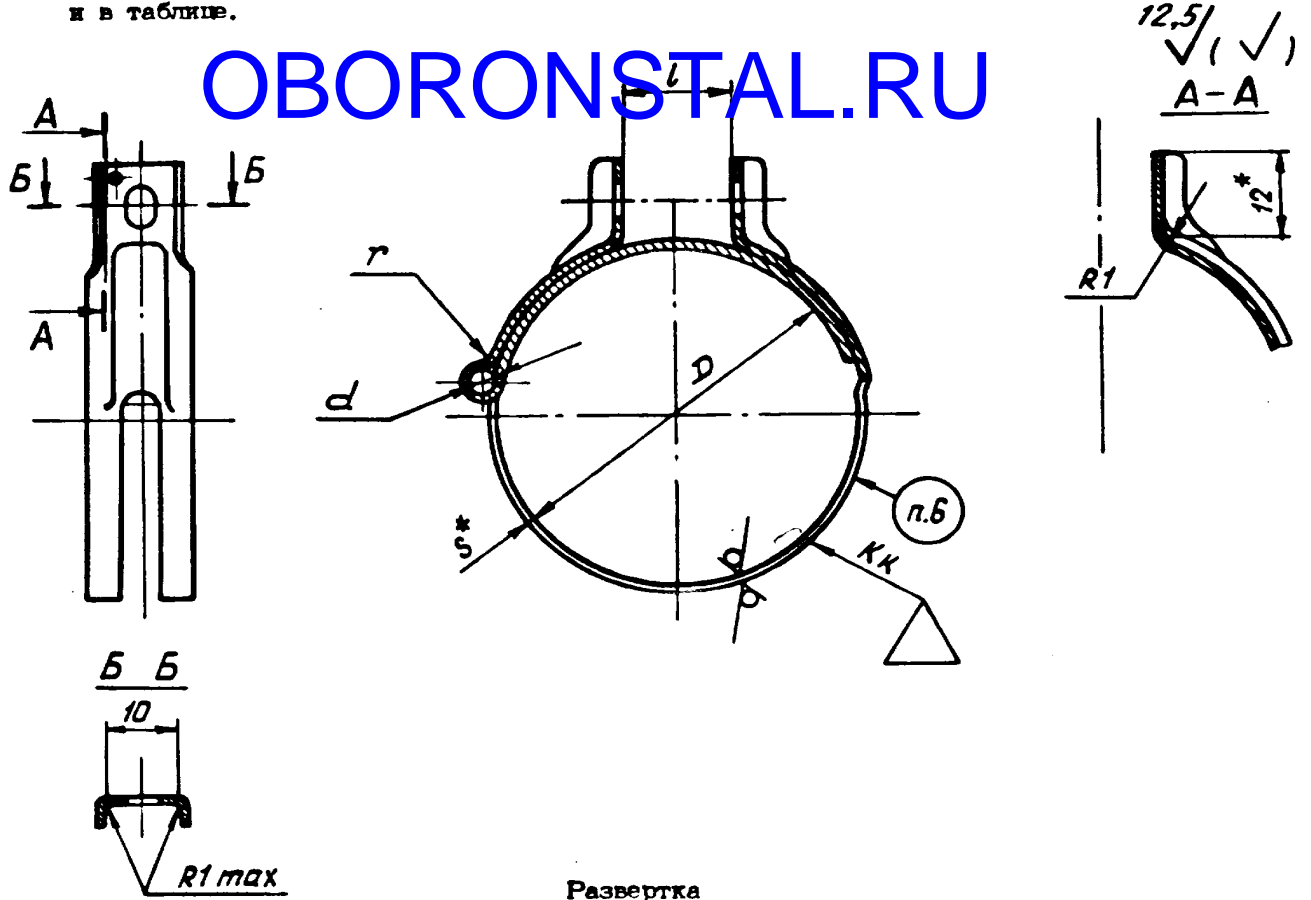 и в таблице.
OBORONSTAL.RU
12,5 ( )
А-А
l
А
Б Б
12*
r
R1
А
D
d
п.6
s*
Кк
Б Б
10
R1 max
Развертка